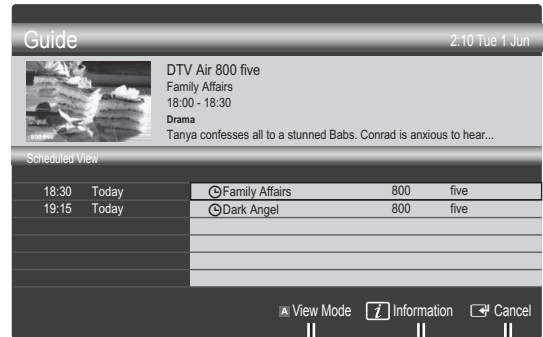 Guide 2:10 Tue 1 Jun
DTV Air 800 five
Family Affairs
18:00 - 18:30
Drama
Tanya confesses all to a stunned Babs. Conrad is anxious to hear...
Scheduled View
18:30 Today Family Affairs 800 five
19:15 Today Dark Angel 800 five
A View Mode i Information Cancel